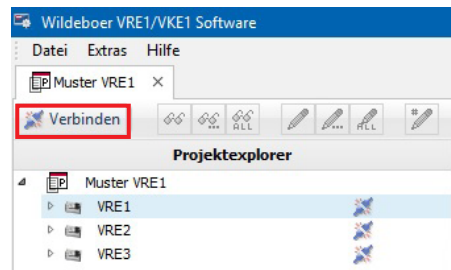 Wildeboer VRE1/VKE1 Software
Datei Extras Hilfe
P Muster VRE1 ×
Verbinden ALL ALL #
Projektexplorer
P Muster VRE1
VRE1
VRE2
VRE3